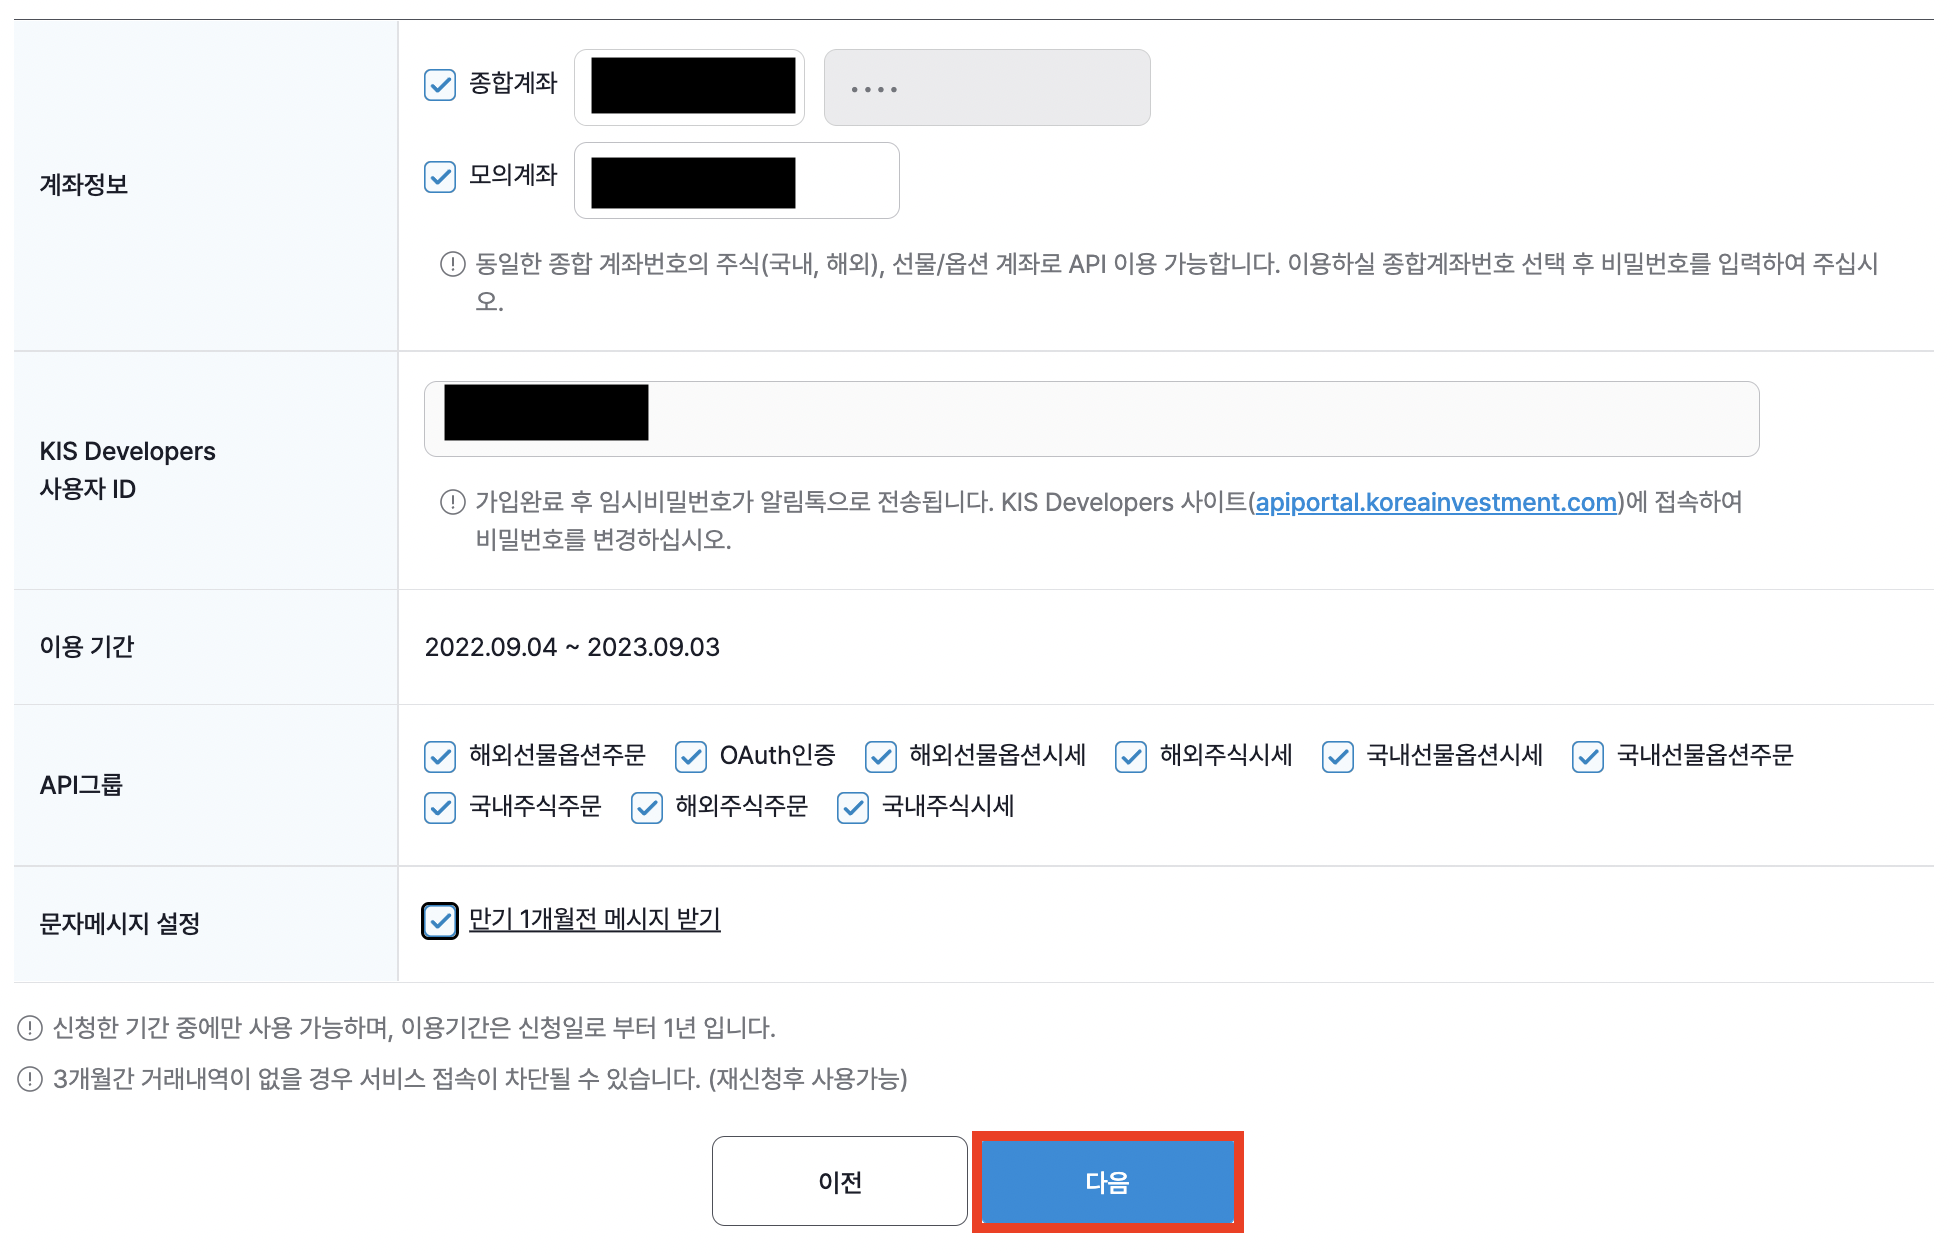 계좌정보
종합계좌 ••••
모의계좌
동일한 종합 계좌번호의 주식(국내, 해외), 선물/옵션 계좌로 API 이용 가능합니다. 이용하실 종합계좌번호 선택 후 비밀번호를 입력하여 주십시
오.
KIS Developers
사용자 ID
가입완료 후 임시비밀번호가 알림톡으로 전송됩니다. KIS Developers 사이트(apiportal.koreainvestment.com)에 접속하여
비밀번호를 변경하십시오.
이용 기간
2022.09.04 ~ 2023.09.03
API그룹
해외선물옵션주문 OAuth인증 해외선물옵션시세 해외주식시세 국내선물옵션시세 국내선물옵션주문
국내주식주문 해외주식주문 국내주식시세
문자메시지 설정
만기 1개월전 메시지 받기
신청한 기간 중에만 사용 가능하며, 이용기간은 신청일로 부터 1년 입니다.
3개월간 거래내역이 없을 경우 서비스 접속이 차단될 수 있습니다. (재신청후 사용가능)
이전 다음